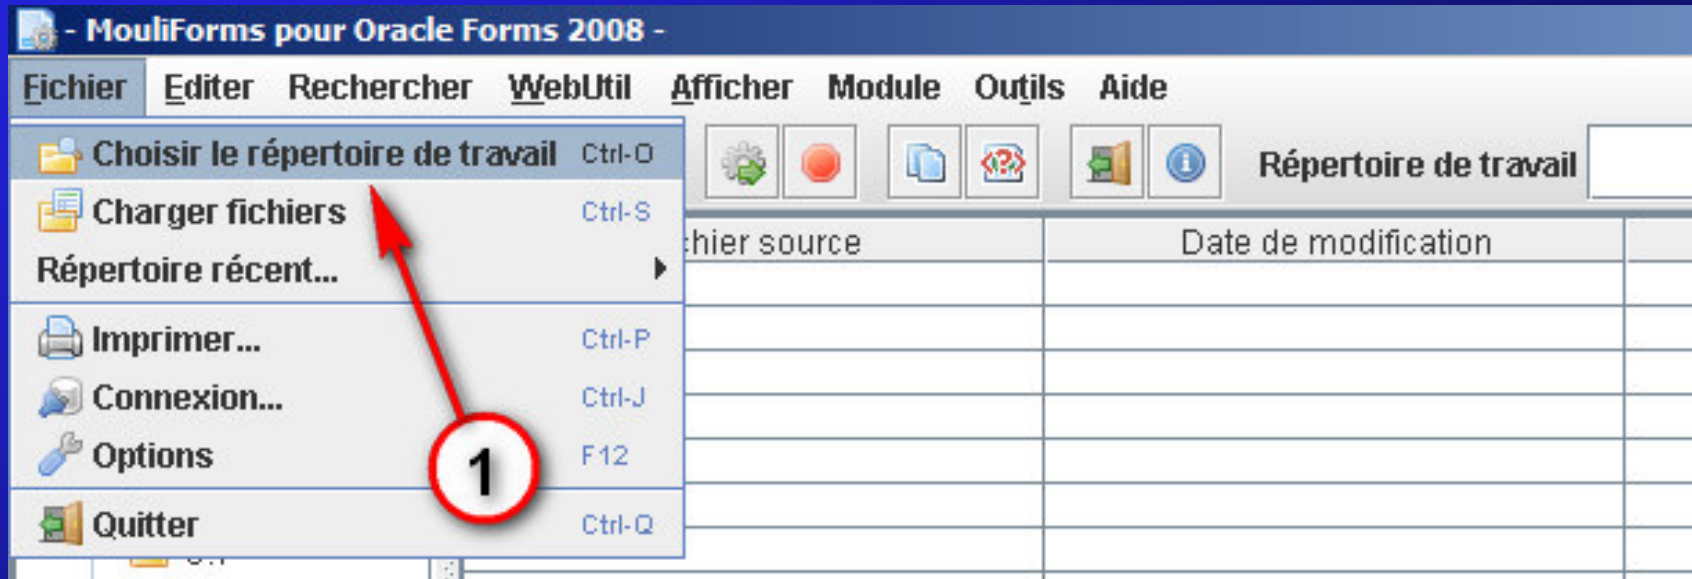 - MouliForms pour Oracle Forms 2008 -
Fichier Editer Rechercher WebUtil Afficher Module Outils Aide
Choisir le répertoire de travail Ctrl-O
Répertoire de travail
Charger fichiers Ctrl-S
hier source Date de modification
Répertoire récent...
Imprimer... Ctrl-P
Connexion... Ctrl-J
Options F12
1
Quitter Ctrl-Q